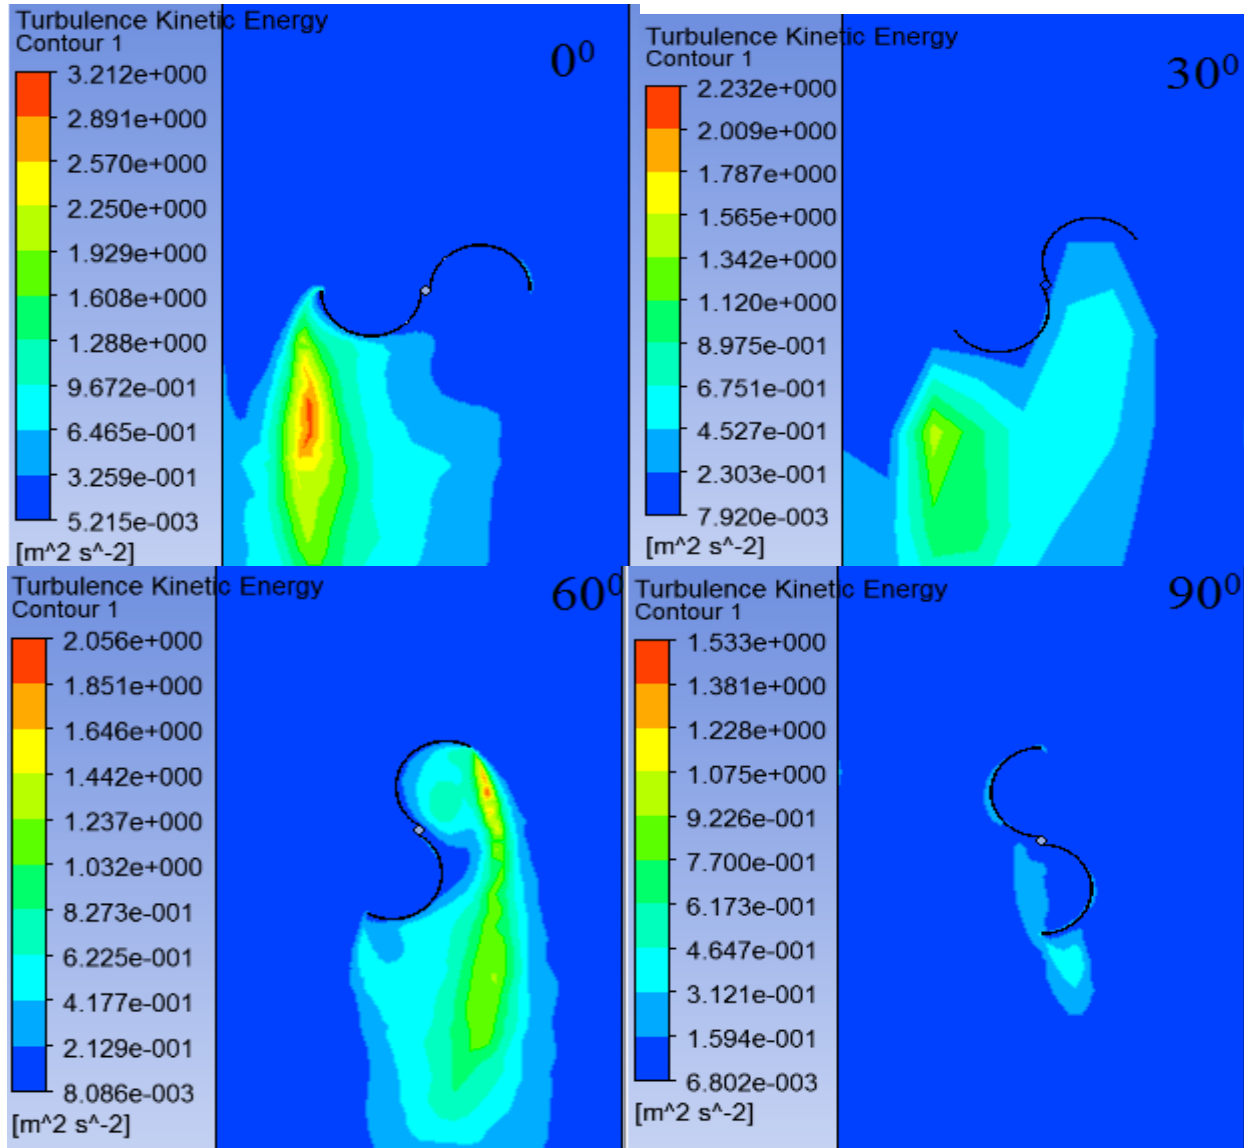 Turbulence Kinetic Energy
Contour 1
0⁰
3.212e+000
2.891e+000
2.570e+000
2.250e+000
1.929e+000
1.608e+000
1.288e+000
9.672e-001
6.465e-001
3.259e-001
5.215e-003
[m^2 s^-2]
Turbulence Kinetic Energy
Contour 1
30⁰
2.232e+000
2.009e+000
1.787e+000
1.565e+000
1.342e+000
1.120e+000
8.975e-001
6.751e-001
4.527e-001
2.303e-001
7.920e-003
[m^2 s^-2]
Turbulence Kinetic Energy
Contour 1
60⁰
2.056e+000
1.851e+000
1.646e+000
1.442e+000
1.237e+000
1.032e+000
8.273e-001
6.225e-001
4.177e-001
2.129e-001
8.086e-003
[m^2 s^-2]
Turbulence Kinetic Energy
Contour 1
90⁰
1.533e+000
1.381e+000
1.228e+000
1.075e+000
9.226e-001
7.700e-001
6.173e-001
4.647e-001
3.121e-001
1.594e-001
6.802e-003
[m^2 s^-2]